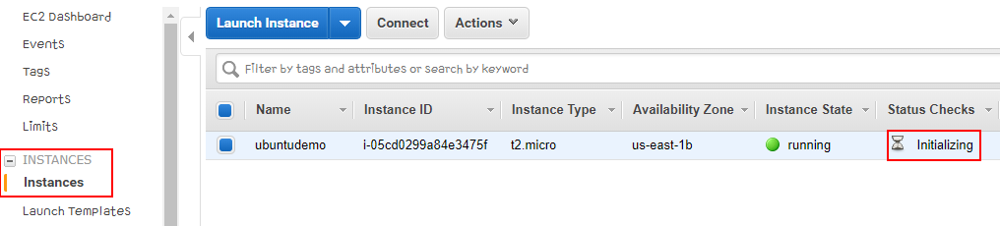 EC2 Dashboard
Events
Tags
Reports
Limits
INSTANCES
Instances
Launch Templates
Launch Instance
Connect
Actions
Filter by tags and attributes or search by keyword
Name Instance ID Instance Type Availability Zone Instance State Status Checks
ubuntudemo i-05cd0299a84e3475f t2.micro us-east-1b running Initializing